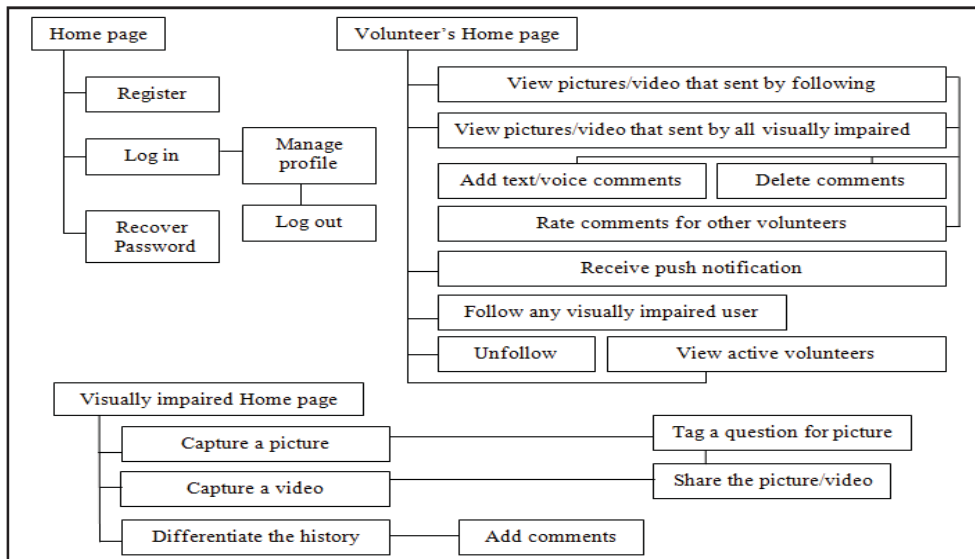 Home page
Register
Log in
Manage
profile
Log out
Recover
Password
Volunteer's Home page
View pictures/video that sent by following
View pictures/video that sent by all visually impaired
Add text/voice comments
Delete comments
Rate comments for other volunteers
Receive push notification
Follow any visually impaired user
Unfollow
View active volunteers
Visually impaired Home page
Capture a picture
Tag a question for picture
Capture a video
Share the picture/video
Differentiate the history
Add comments